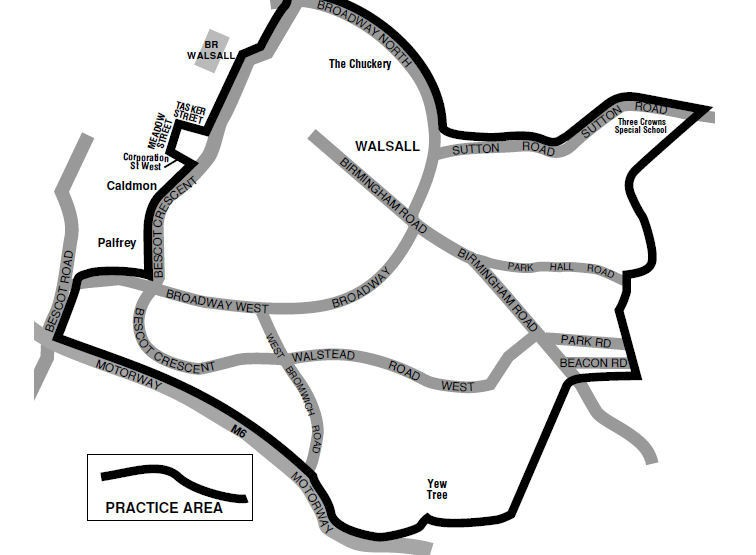 BROADWAY NORTH
BR
WALSALL
The Chuckery
TASKER
STREET
MEADOW
STREET
SUTTON ROAD
Three Crowns
Special School
WALSALL
SUTTON ROAD
Corporation
St West
Caldmon
BIRMINGHAM ROAD
BESCOT CRESCENT
Palfrey
BIRMINGHAM ROAD
PARK HALL ROAD
BESCOT ROAD
BROADWAY WEST
BROADWAY
BESCOT CRESCENT
WEST BROMWICH ROAD
WALSTEAD ROAD WEST
PARK RD
BEACON RD
MOTORWAY
M6
MOTORWAY
Yew
Tree
PRACTICE AREA